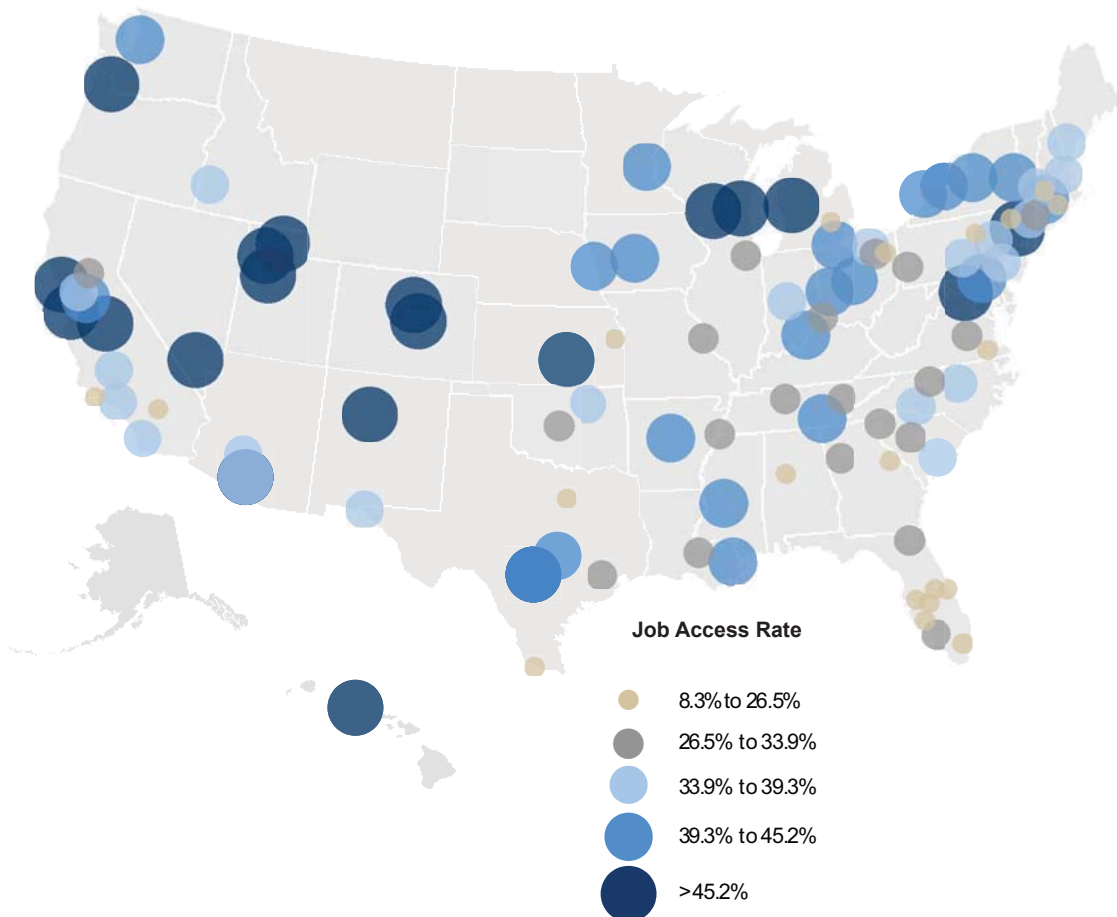 Job Access Rate
8.3% to 26.5%
26.5% to 33.9%
33.9% to 39.3%
39.3% to 45.2%
>45.2%